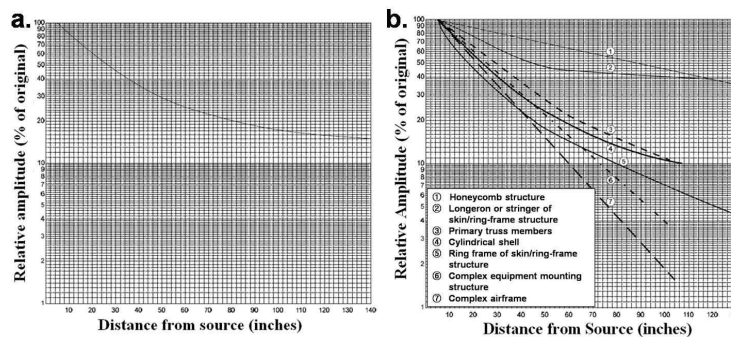 a.
Relative amplitude (% of original)
100
90
80
70
60
50
40
30
20
10
9
8
7
6
5
4
3
2
1
10 20 30 40 50 60 70 80 90 100 110 120 130 140
Distance from source (inches)
b.
Relative Amplitude (% of original)
100
90
80
70
60
50
40
30
20
10
9
8
7
6
5
4
3
2
1
① ② ③ ④ ⑤ ⑥ ⑦
① Honeycomb structure
② Longeron or stringer of
skin/ring-frame structure
③ Primary truss members
④ Cylindrical shell
⑤ Ring frame of skin/ring-frame
structure
⑥ Complex equipment mounting
structure
⑦ Complex airframe
10 20 30 40 50 60 70 80 90 100 110 120
Distance from Source (inches)